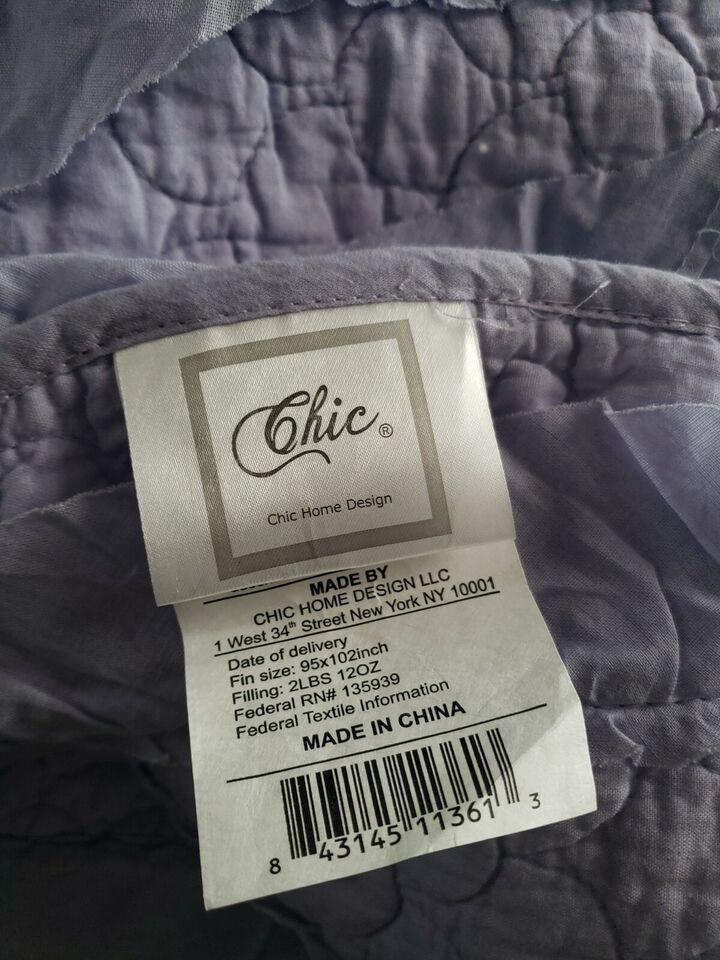 Chic®
Chic Home Design
MADE BY
CHIC HOME DESIGN LLC
1 West 34th Street New York NY 10001
Date of delivery
Fin size: 95x102inch
Filling: 2LBS 12OZ
Federal RN# 135939
Federal Textile Information
MADE IN CHINA
8 43145 11361 3